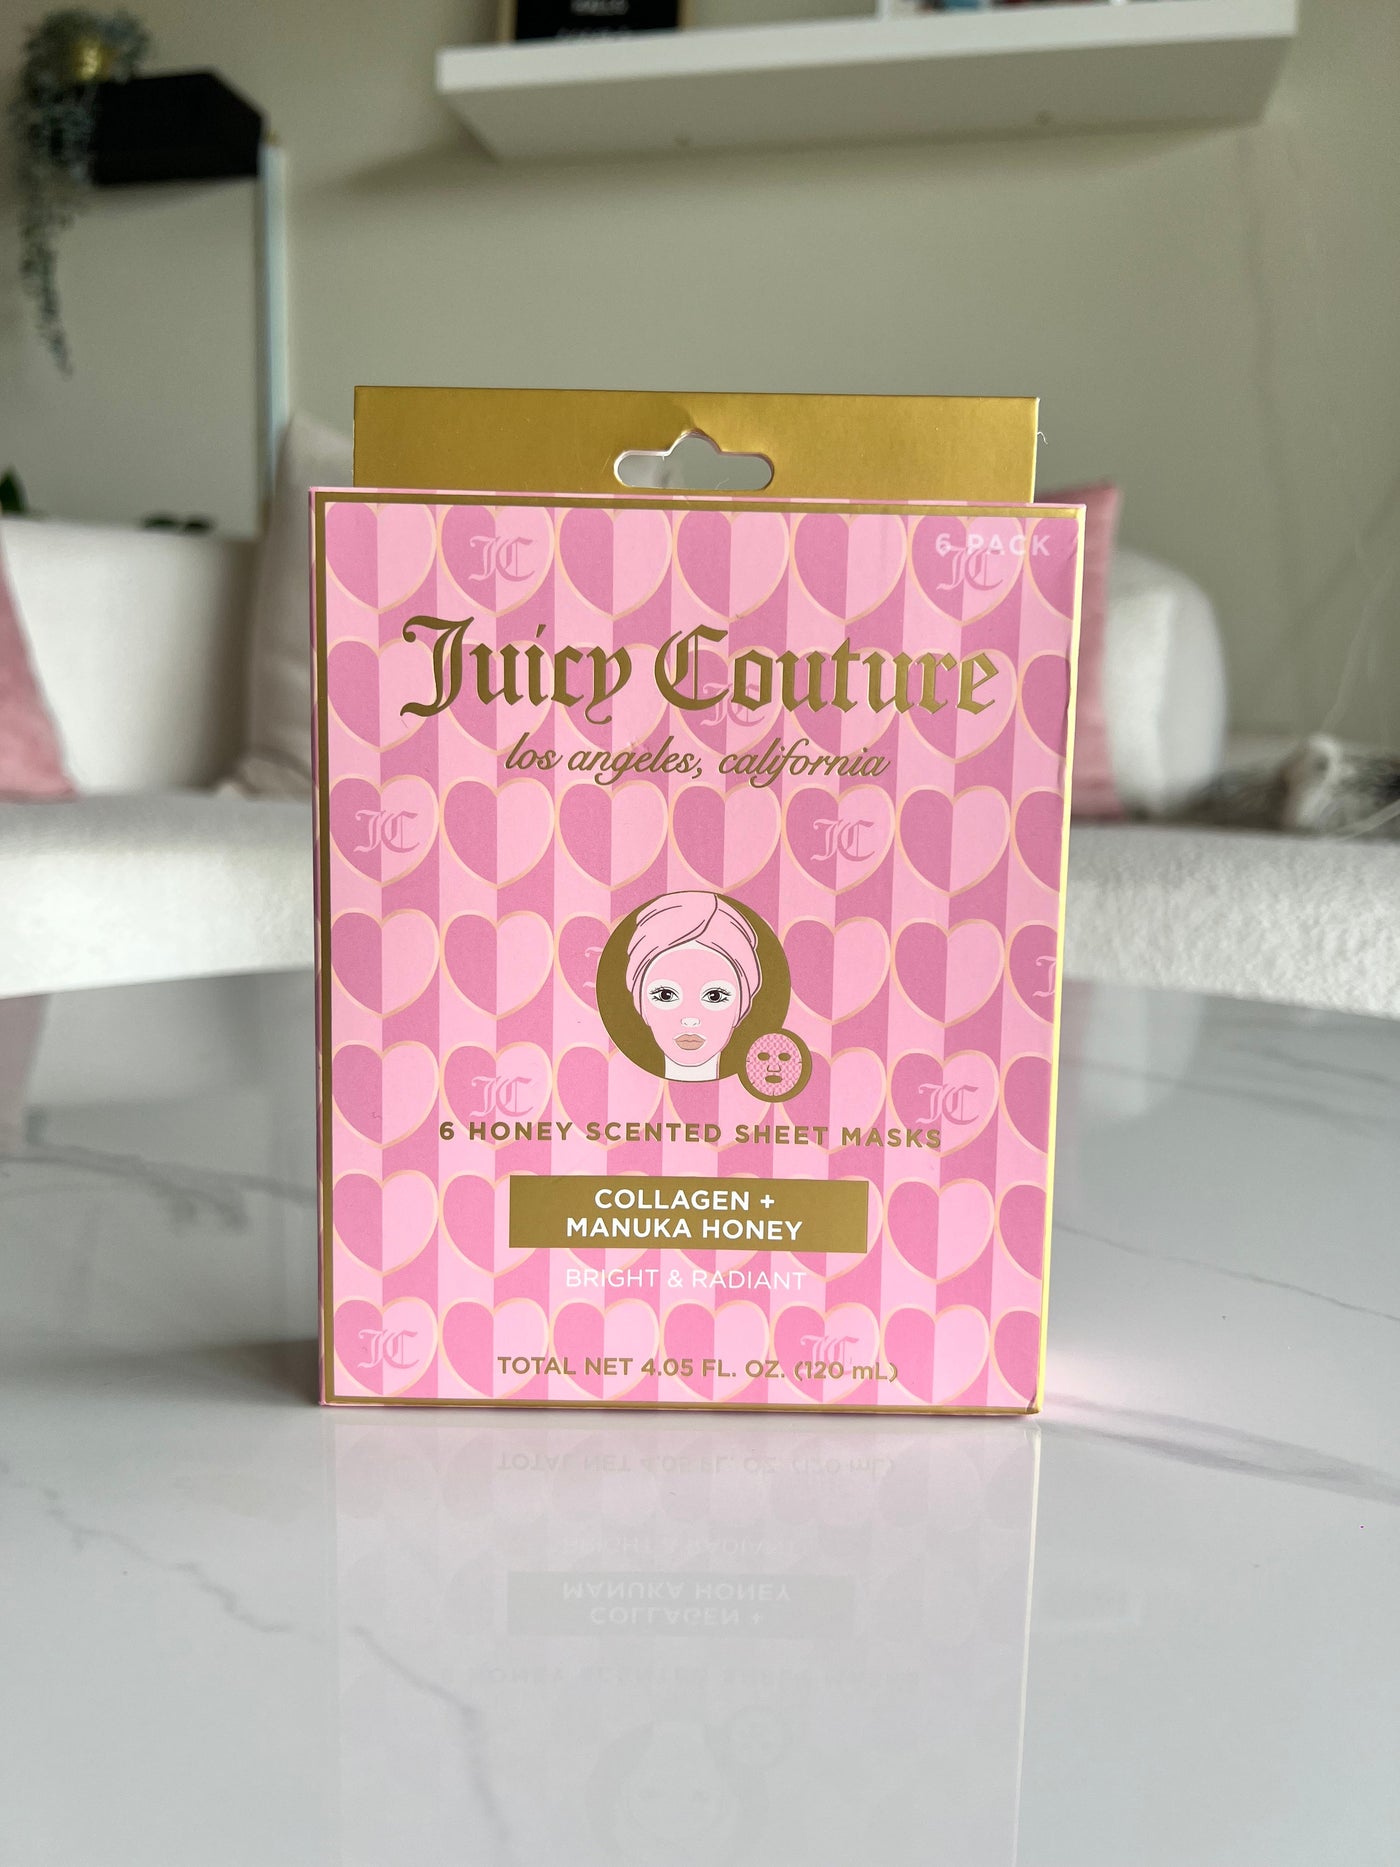 6 PACK
Juicy Couture
los angeles, california
6 HONEY SCENTED SHEET MASKS
COLLAGEN +
MANUKA HONEY
BRIGHT & RADIANT
TOTAL NET 4.05 FL. OZ. (120 mL)